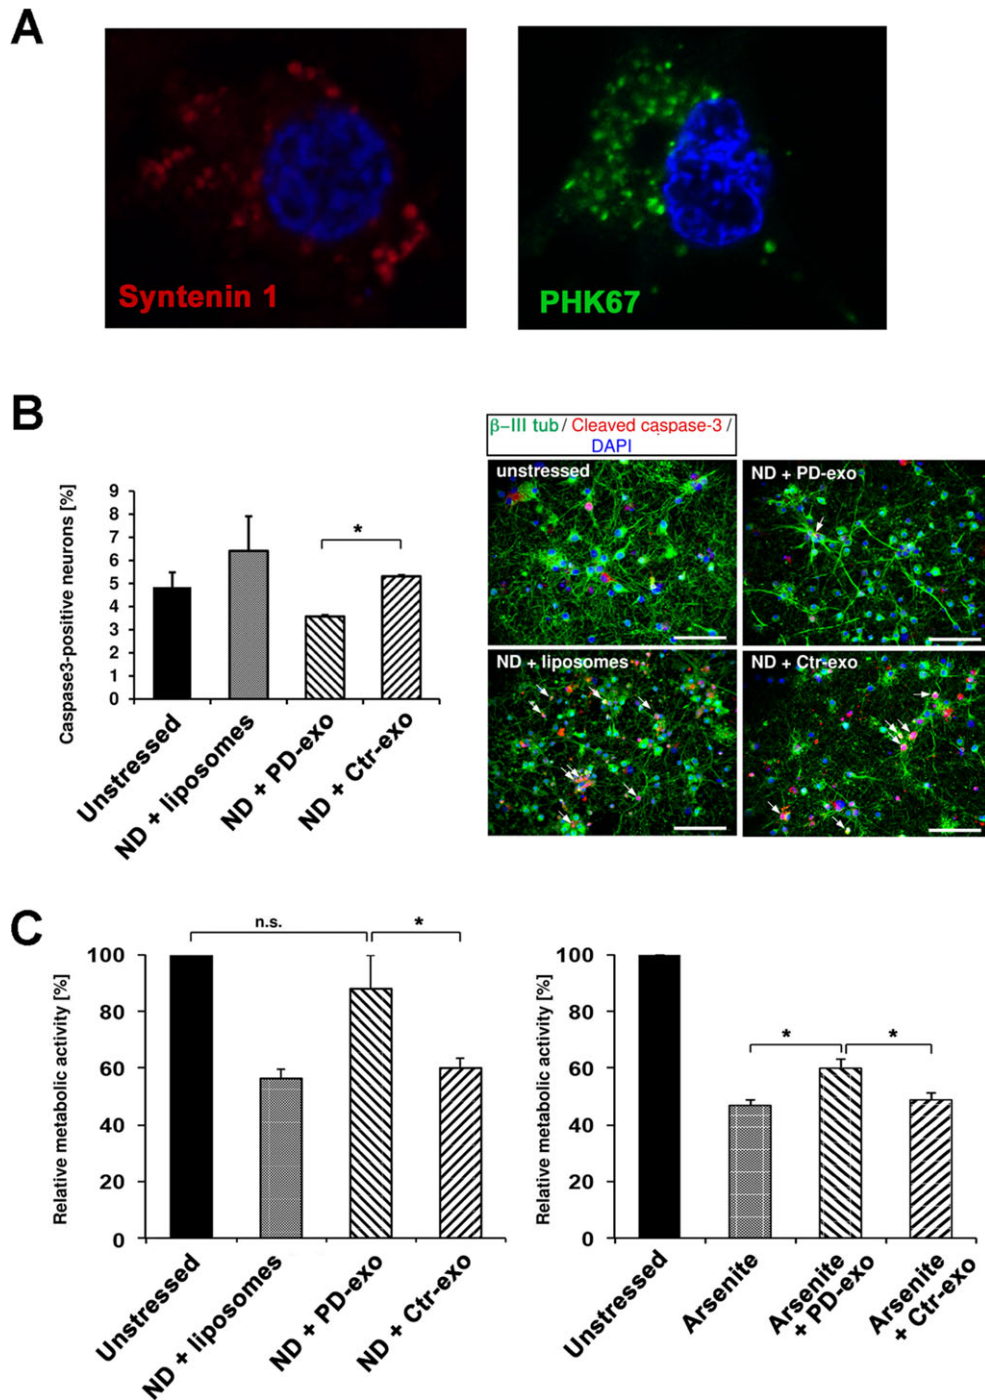 A
Syntenin 1
PHK67
B
β–III tub / Cleaved caspase-3 /
DAPI
unstressed
ND + PD-exo
ND + liposomes
ND + Ctr-exo
Caspase3-positive neurons [%]
9
8
7
6
5
4
3
2
1
0
*
Unstressed
ND + liposomes
ND + PD-exo
ND + Ctr-exo
C
Relative metabolic activity [%]
100
80
60
40
20
0
n.s.
*
Unstressed
ND + liposomes
ND + PD-exo
ND + Ctr-exo
Relative metabolic activity [%]
100
80
60
40
20
0
*
*
Unstressed
Arsenite
Arsenite
+ PD-exo
Arsenite
+ Ctr-exo